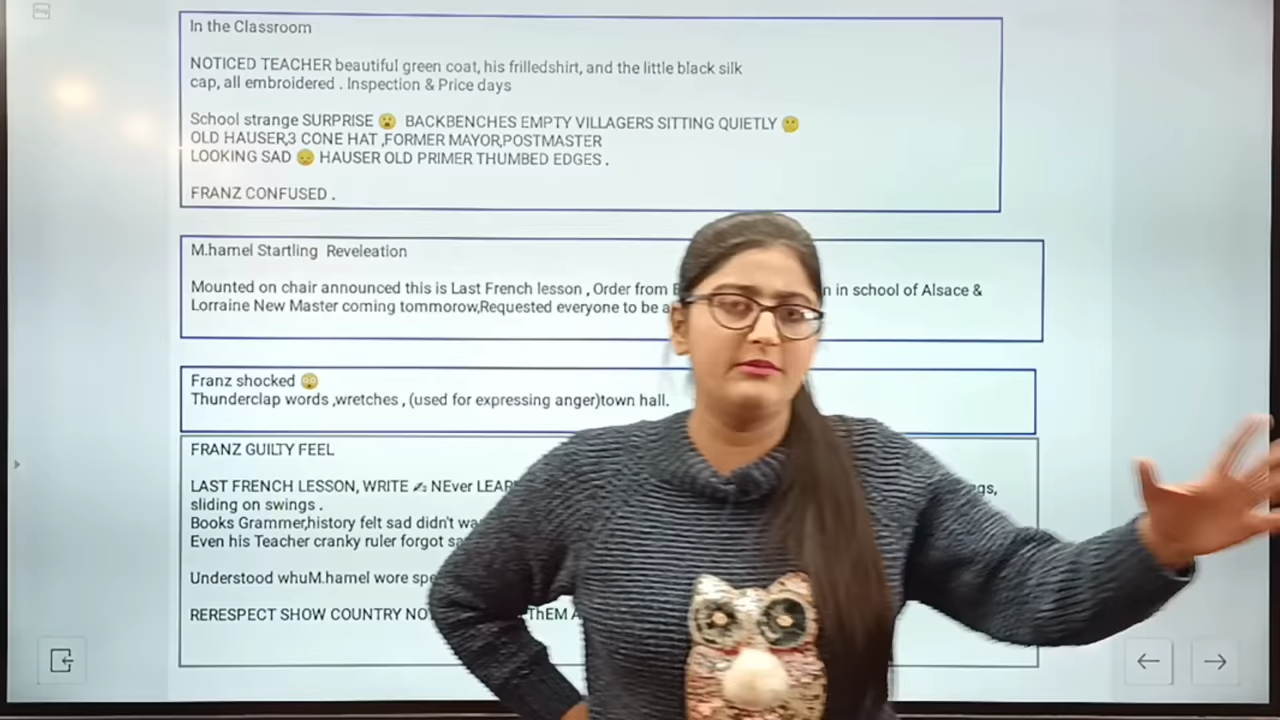 In the Classroom
NOTICED TEACHER beautiful green coat, his frilledshirt, and the little black silk
cap, all embroidered . Inspection & Price days
School strange SURPRISE 😧 BACKBENCHES EMPTY VILLAGERS SITTING QUIETLY 🤔
OLD HAUSER,3 CONE HAT ,FORMER MAYOR,POSTMASTER
LOOKING SAD 😔 HAUSER OLD PRIMER THUMBED EDGES .
FRANZ CONFUSED .
M.hamel Startling Reveleation
Mounted on chair announced this is Last French lesson , Order from in school of Alsace &
Lorraine New Master coming tommorow,Requested everyone to be
Franz shocked 😳
Thunderclap words ,wretches , (used for expressing anger)town hall.
FRANZ GUILTY FEEL
LAST FRENCH LESSON, WRITE ✍ NEver
sliding on swings .
Books Grammer,history felt sad didn't
Even his Teacher cranky ruler forgot
Understood whuM.hamel wore
RERESPECT SHOW COUNTRY ThEM